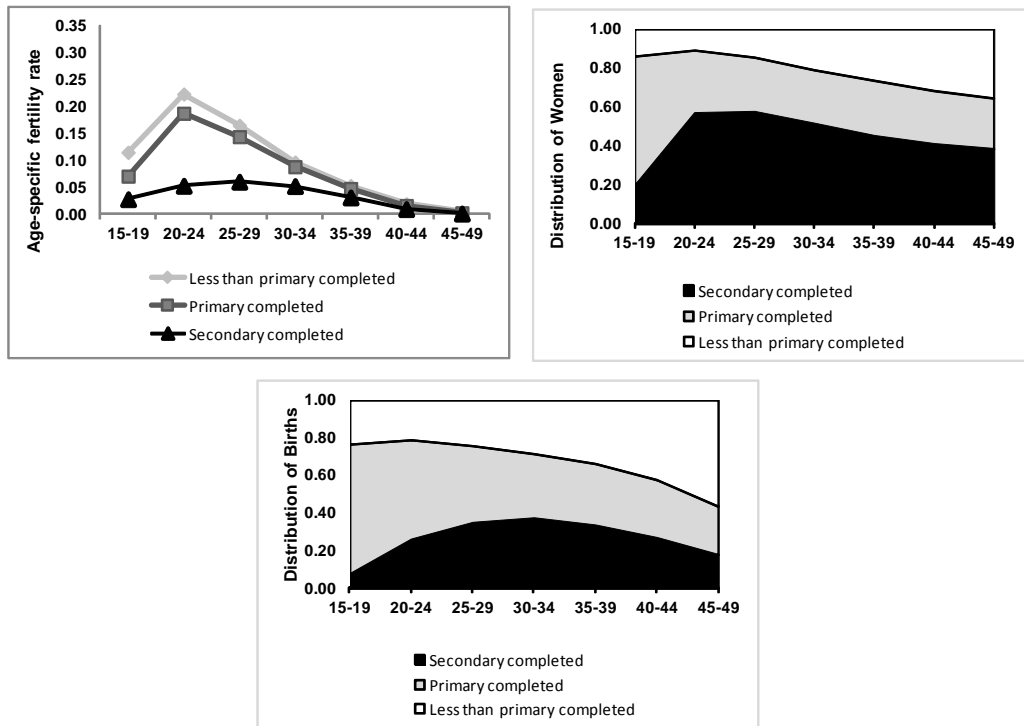 Age-specific fertility rate
0.35
0.30
0.25
0.20
0.15
0.10
0.05
0.00
15-19 20-24 25-29 30-34 35-39 40-44 45-49
Less than primary completed
Primary completed
Secondary completed
Distribution of Women
1.00
0.80
0.60
0.40
0.20
0.00
15-19 20-24 25-29 30-34 35-39 40-44 45-49
Secondary completed
Primary completed
Less than primary completed
Distribution of Births
1.00
0.80
0.60
0.40
0.20
0.00
15-19 20-24 25-29 30-34 35-39 40-44 45-49
Secondary completed
Primary completed
Less than primary completed